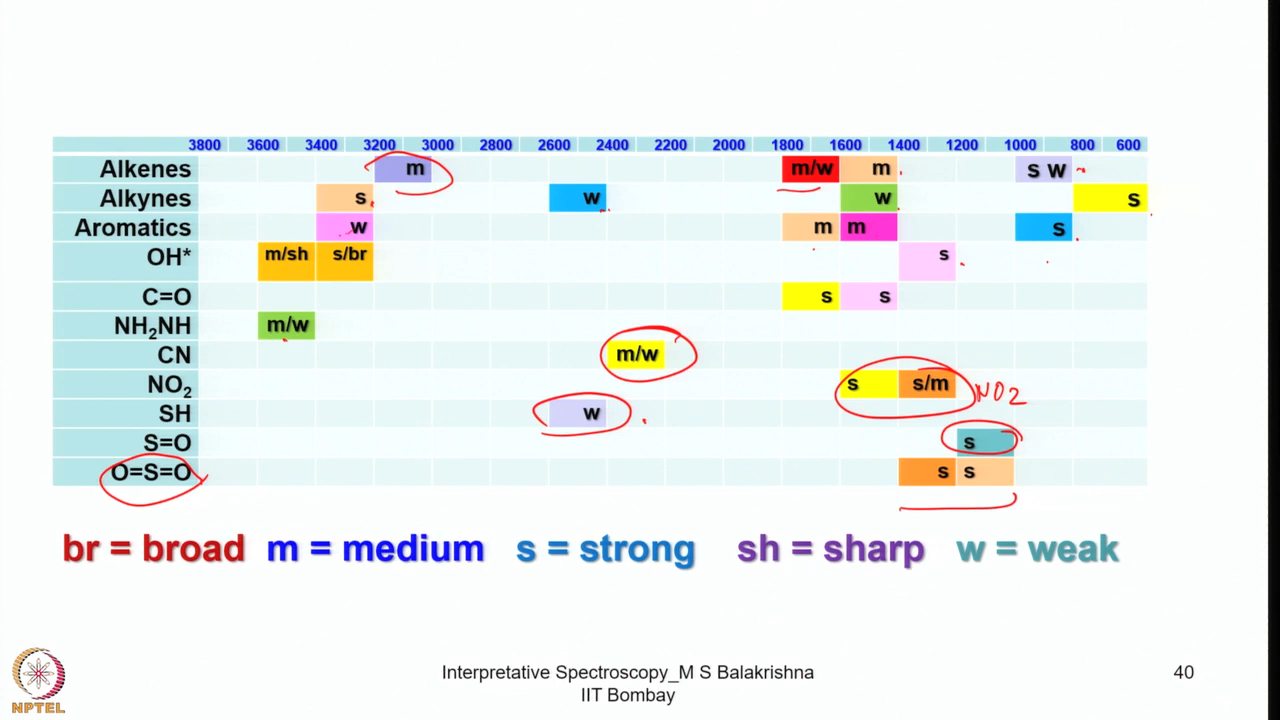 3800 3600 3400 3200 3000 2800 2600 2400 2200 2000 1800 1600 1400 1200 1000 800 600
Alkenes m m/w m s w
Alkynes s w w s
Aromatics w m m s
OH* m/sh s/br s
C=O s s
NH₂NH m/w
CN m/w
NO₂ s s/m NO2
SH w
S=O s
O=S=O s s
br = broad m = medium s = strong sh = sharp w = weak
Interpretative Spectroscopy_M S Balakrishna
IIT Bombay
40
NPTEL